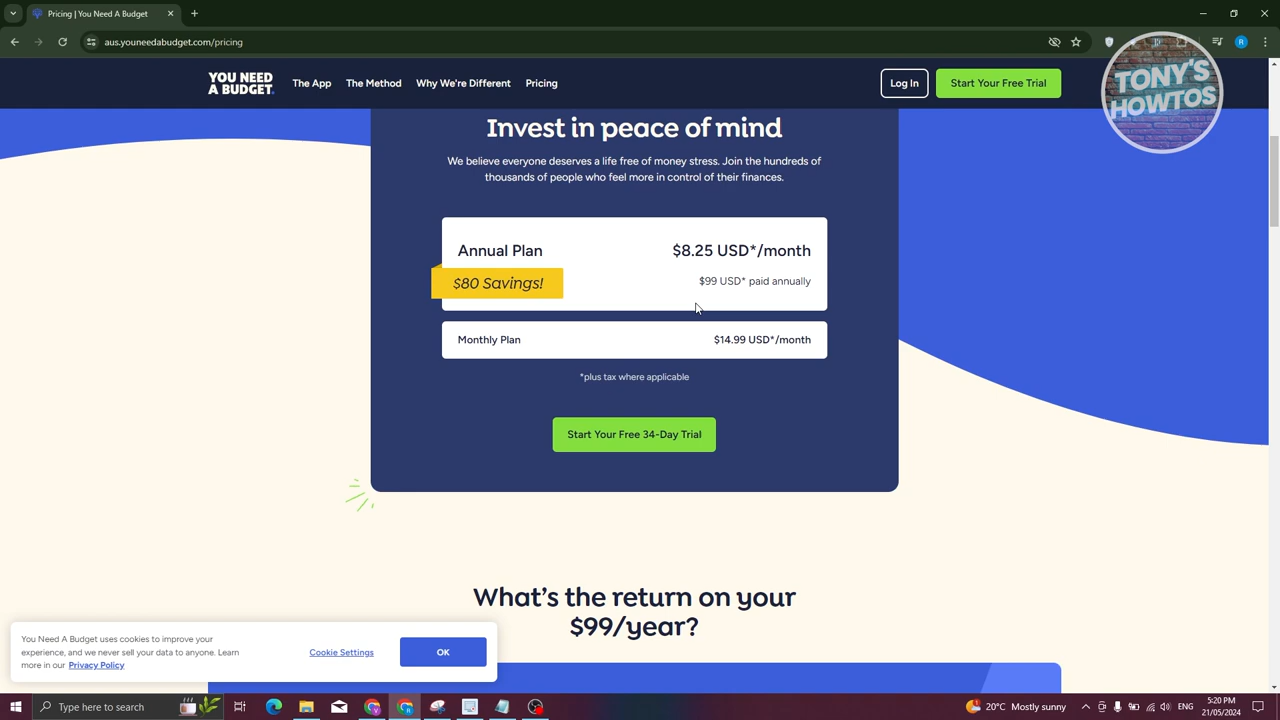 Pricing | You Need A Budget
aus.youneedabudget.com/pricing
R
YOU NEED
A BUDGET.
The App
The Method
Why We're Different
Pricing
Log In
Start Your Free Trial
TONY'S
HOWTOS
Invest in peace of mind
We believe everyone deserves a life free of money stress. Join the hundreds of
thousands of people who feel more in control of their finances.
Annual Plan
$8.25 USD*/month
$80 Savings!
$99 USD* paid annually
Monthly Plan
$14.99 USD*/month
*plus tax where applicable
Start Your Free 34-Day Trial
What's the return on your
$99/year?
You Need A Budget uses cookies to improve your
experience, and we never sell your data to anyone. Learn
more in our Privacy Policy
Cookie Settings
OK
Type here to search
20°C Mostly sunny
ENG
5:20 PM
21/05/2024